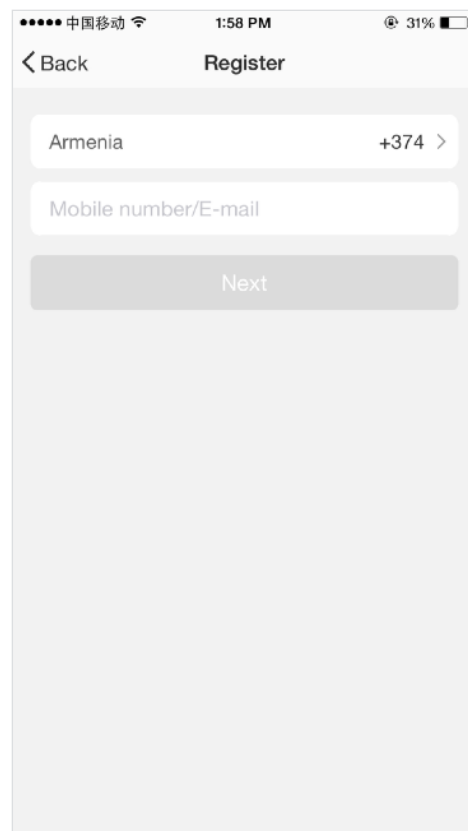 中国移动 1:58 PM 31%
Back Register
Armenia +374
Mobile number/E-mail
Next